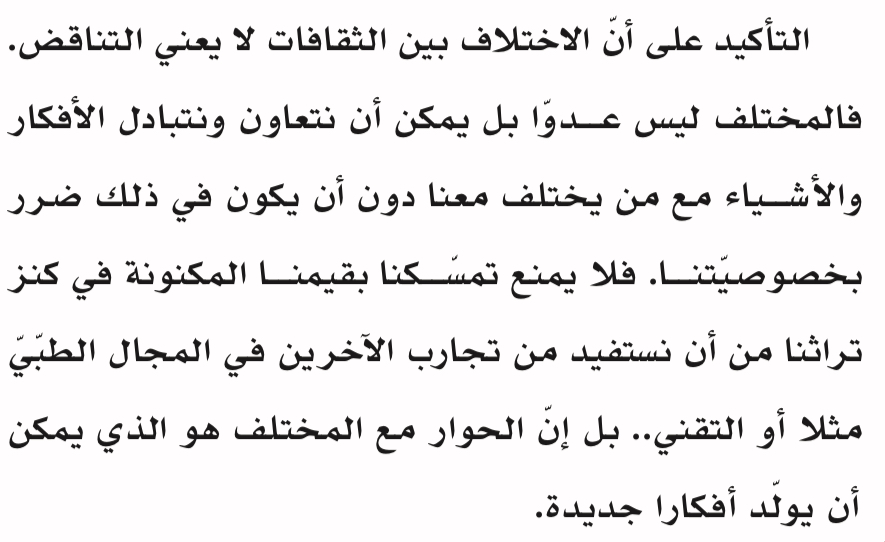 التأكيد على أنّ الاختلاف بين الثقافات لا يعني التناقض.
فالمختلف ليس عدوّا بل يمكن أن نتعاون ونتبادل الأفكار
والأشياء مع من يختلف معنا دون أن يكون في ذلك ضرر
بخصوصيّتنا. فلا يمنع تمسّكنا بقيمنا المكنونة في كنز
تراثنا من أن نستفيد من تجارب الآخرين في المجال الطبّيّ
مثلا أو التقني.. بل إنّ الحوار مع المختلف هو الذي يمكن
أن يولّد أفكارا جديدة.